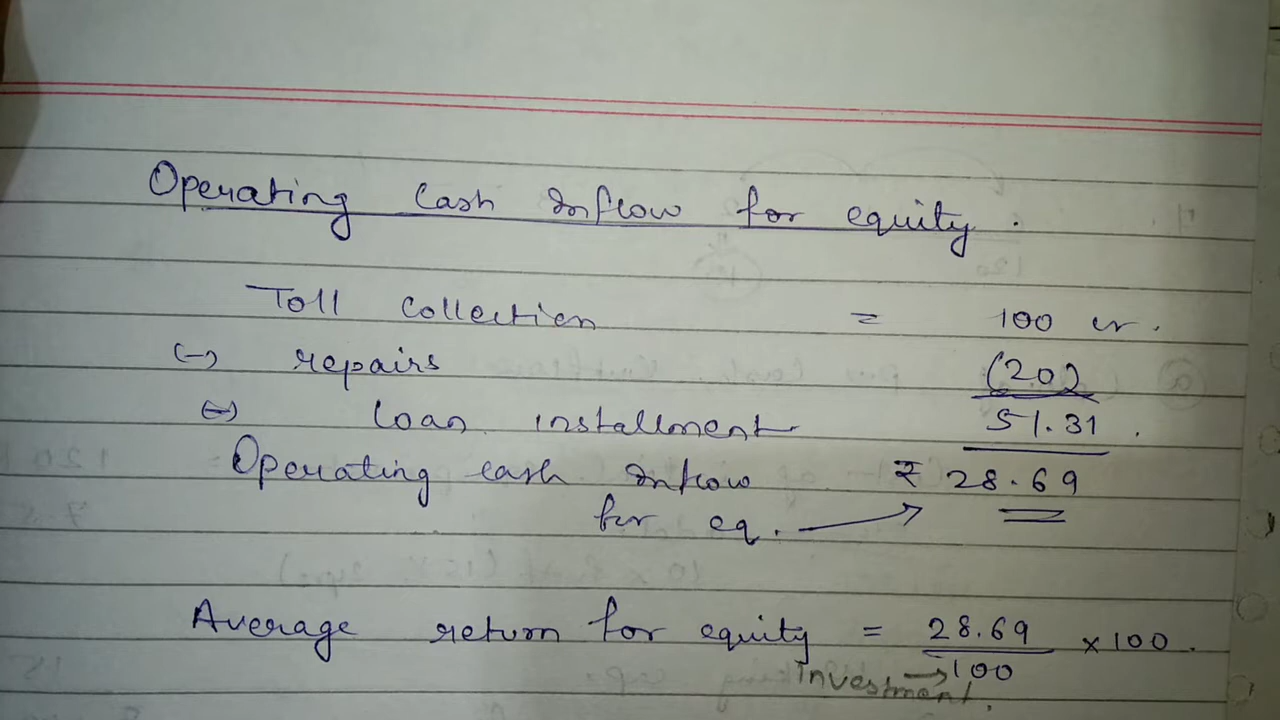 Operating Cash Inflow for equity.
Toll Collection = 100 cr.
(-) repairs (20)
(-) Loan installment 51.31.
Operating cash inflow ₹ 28.69
for eq. →
Average return for equity = 28.69 / 100 × 100.
Investment. →